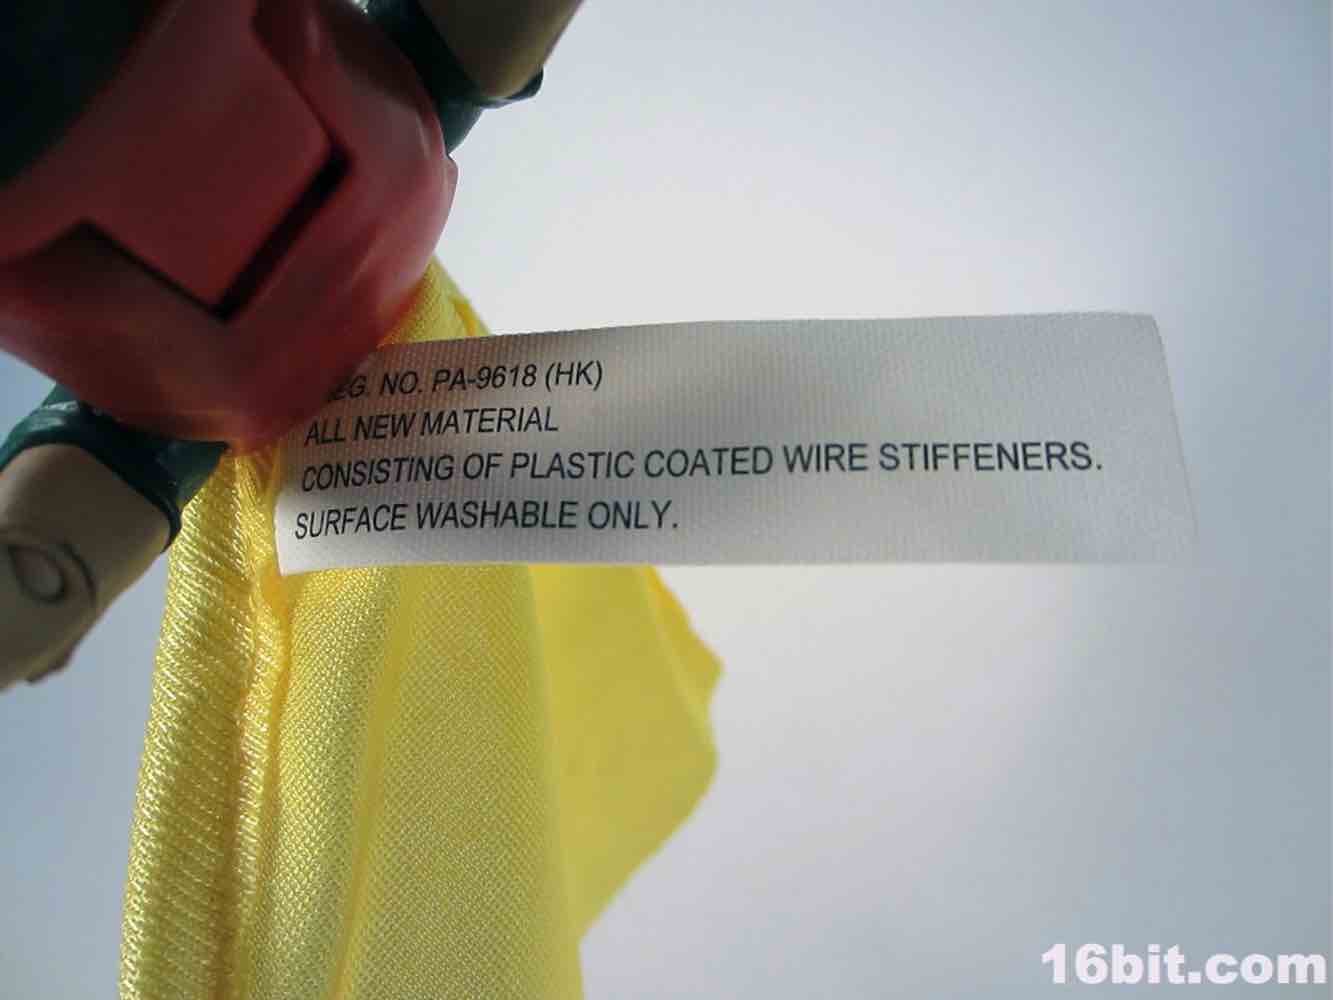 NO. PA-9618 (HK)
ALL NEW MATERIAL
CONSISTING OF PLASTIC COATED WIRE STIFFENERS.
SURFACE WASHABLE ONLY.
16bit.com